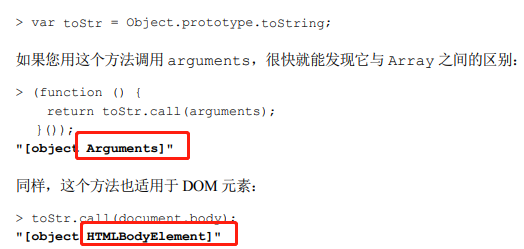 > var toStr = Object.prototype.toString;
如果您用这个方法调用 arguments，很快就能发现它与 Array 之间的区别：
> (function () {
return toStr.call(arguments);
}());
"[object Arguments]"
同样，这个方法也适用于 DOM 元素：
> toStr.call(document.body);
"[object HTMLBodyElement]"